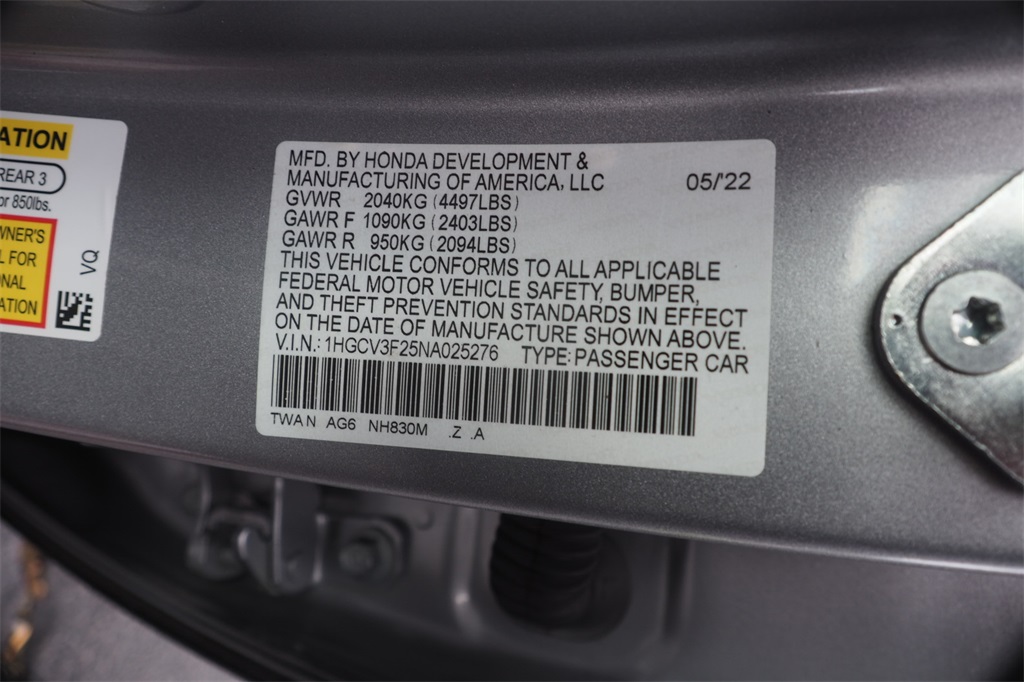 ATION
REAR 3
or 850lbs.
WNER'S
L FOR
ONAL
ATION
VQ
MFD. BY HONDA DEVELOPMENT &
MANUFACTURING OF AMERICA, LLC 05/'22
GVWR 2040KG (4497LBS)
GAWR F 1090KG (2403LBS)
GAWR R 950KG (2094LBS)
THIS VEHICLE CONFORMS TO ALL APPLICABLE
FEDERAL MOTOR VEHICLE SAFETY, BUMPER,
AND THEFT PREVENTION STANDARDS IN EFFECT
ON THE DATE OF MANUFACTURE SHOWN ABOVE.
V.I.N.: 1HGCV3F25NA025276 TYPE: PASSENGER CAR
TWA N AG6 NH830M .Z .A